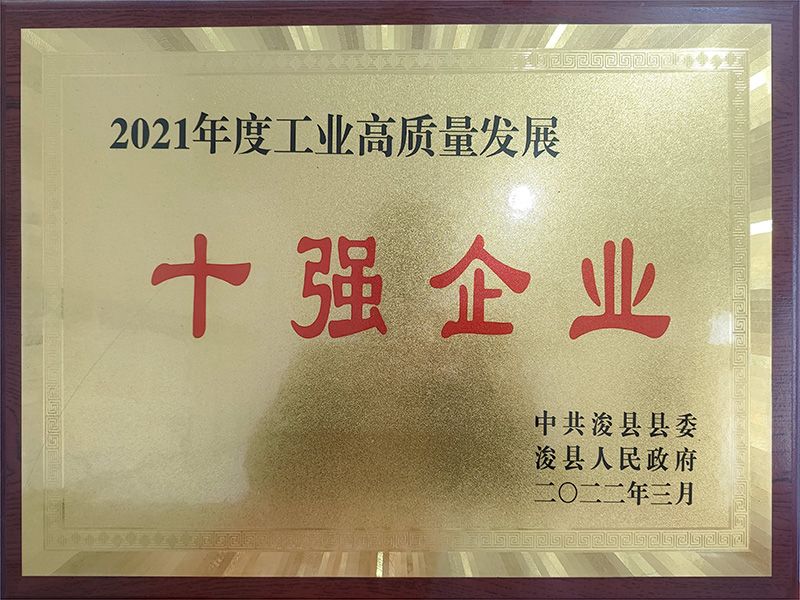 2021年度工业高质量发展
十强企业
中共浚县县委
浚县人民政府
二〇二二年三月